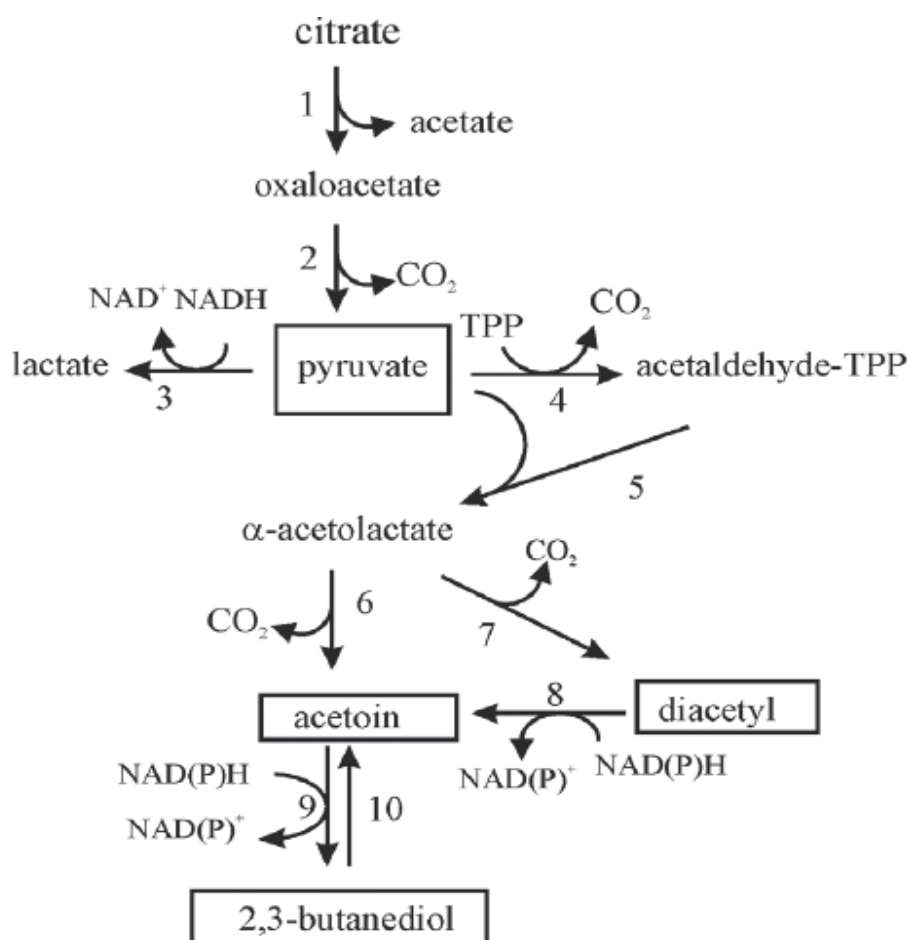 citrate
1
acetate
oxaloacetate
2
CO₂
NAD⁺ NADH
TPP
CO₂
lactate
pyruvate
acetaldehyde-TPP
3
4
5
α-acetolactate
CO₂
6
CO₂
7
8
acetoin
diacetyl
NAD(P)H
NAD(P)⁺
NAD(P)H
9
10
NAD(P)⁺
2,3-butanediol